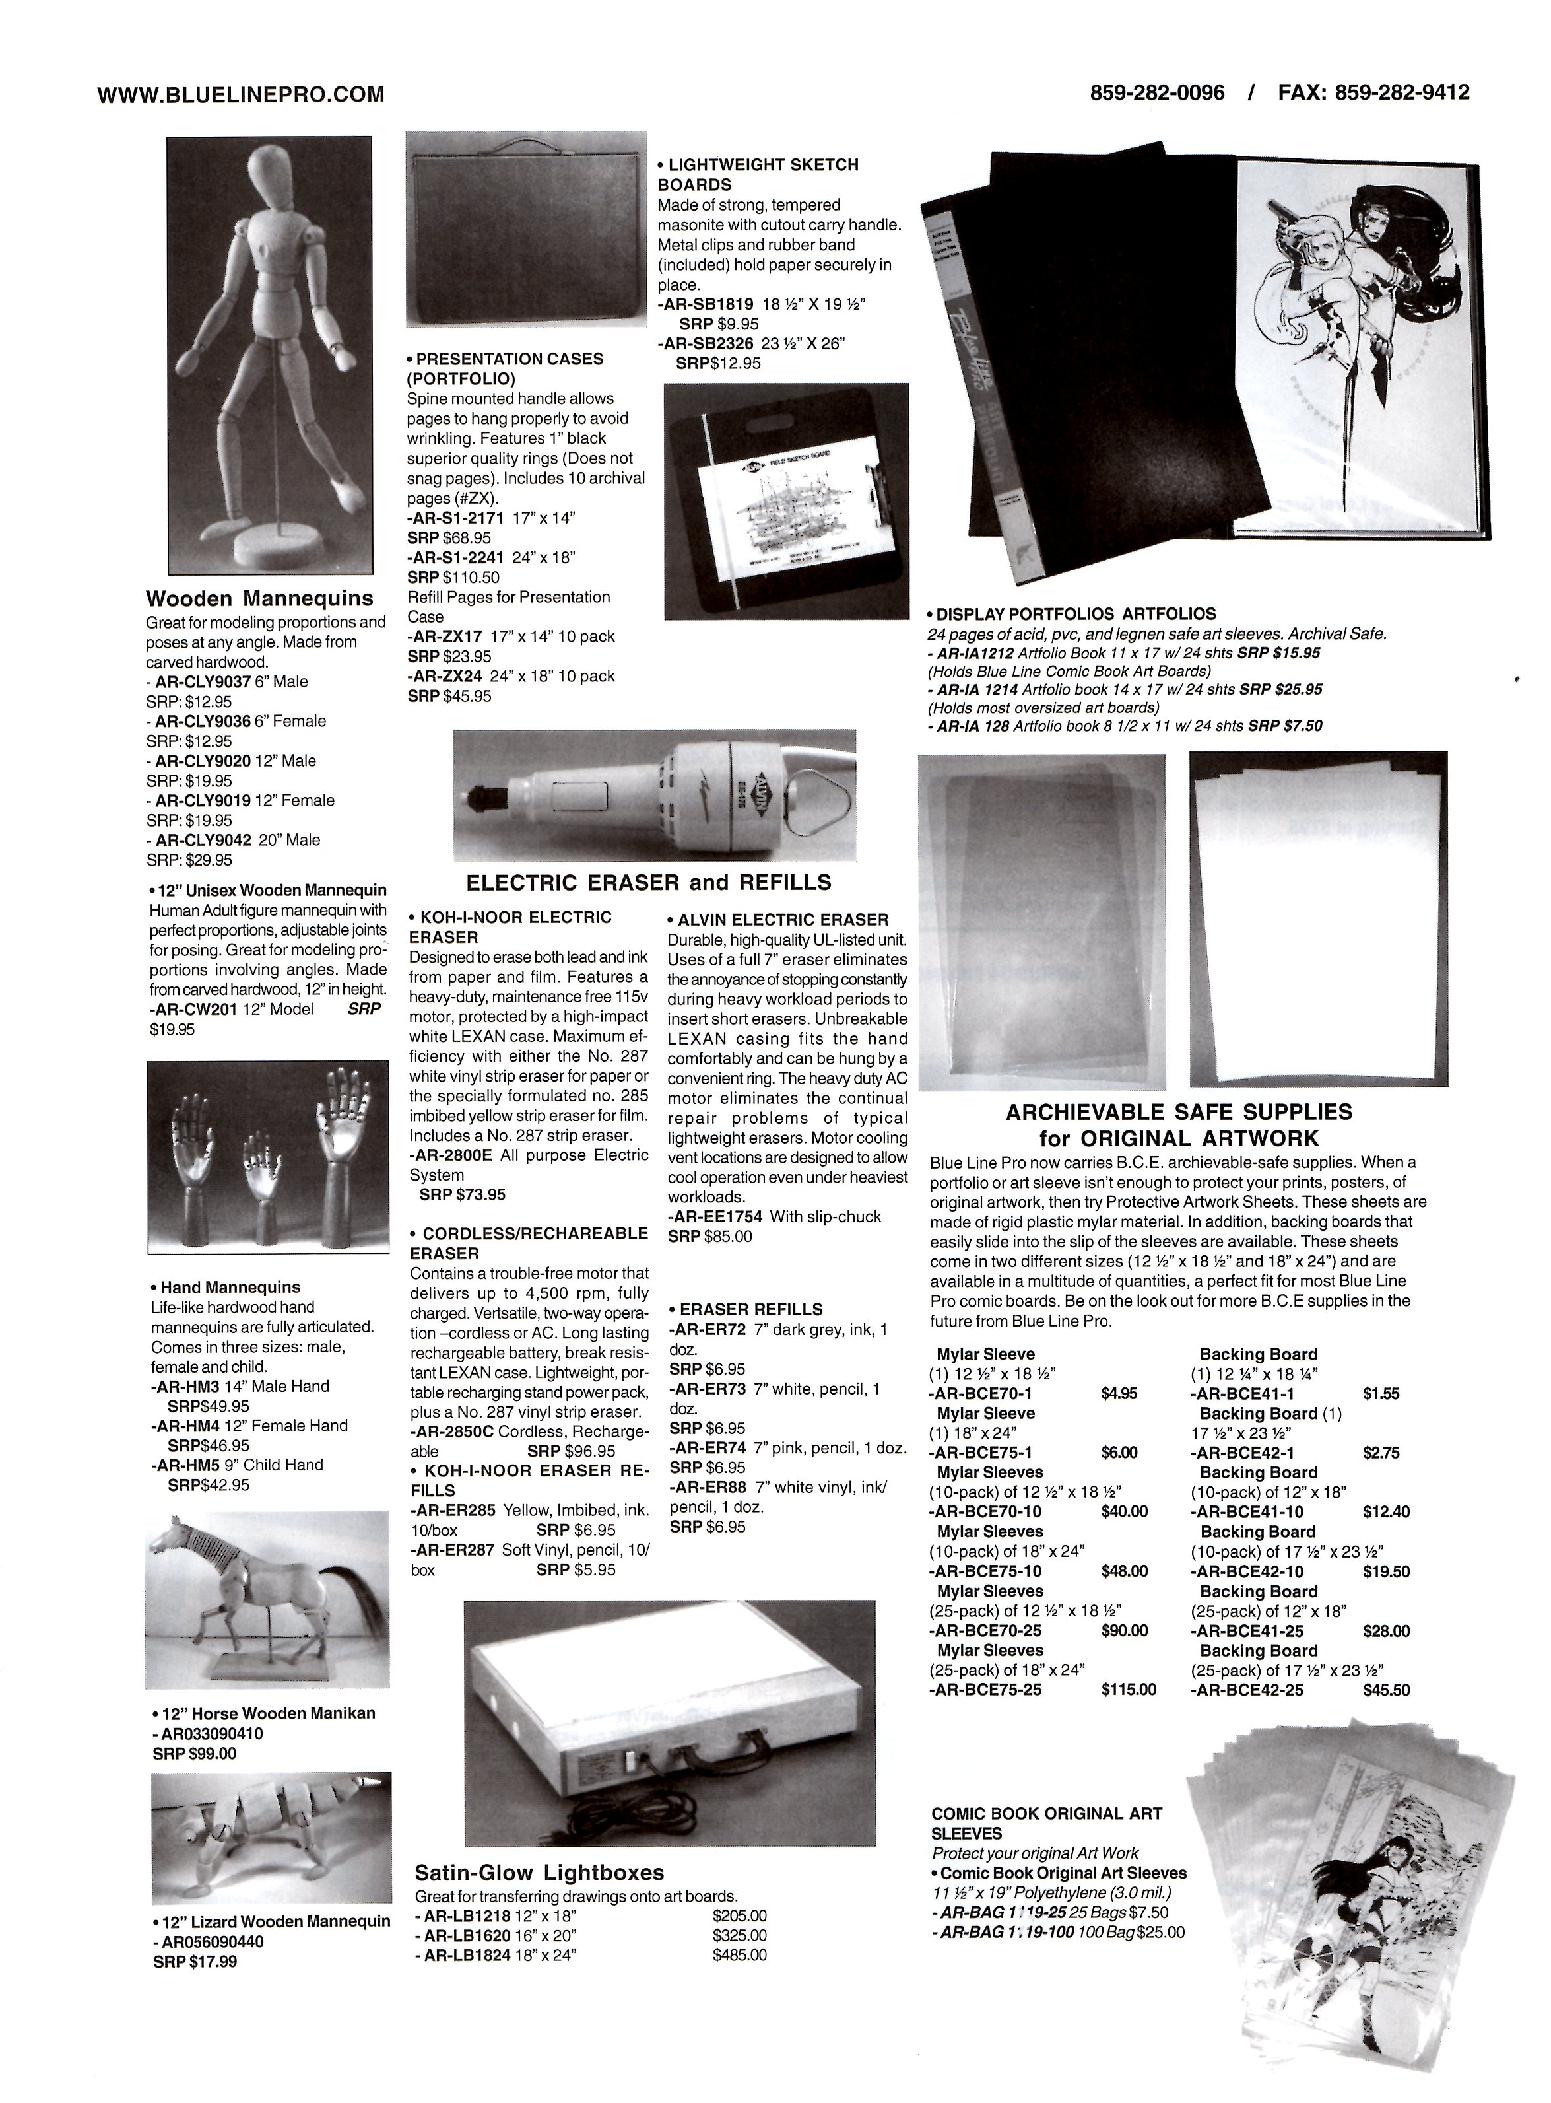 WWW.BLUELINEPRO.COM
859-282-0096 / FAX: 859-282-9412
Wooden Mannequins
Great for modeling proportions and
poses at any angle. Made from
carved hardwood.
- AR-CLY9037 6" Male
SRP: $12.95
- AR-CLY9036 6" Female
SRP: $12.95
- AR-CLY9020 12" Male
SRP: $19.95
- AR-CLY9019 12" Female
SRP: $19.95
- AR-CLY9042 20" Male
SRP: $29.95
• 12" Unisex Wooden Mannequin
Human Adult figure mannequin with
perfect proportions, adjustable joints
for posing. Great for modeling pro-
portions involving angles. Made
from carved hardwood, 12" in height.
-AR-CW201 12" Model SRP
$19.95
• Hand Mannequins
Life-like hardwood hand
mannequins are fully articulated.
Comes in three sizes: male,
female and child.
-AR-HM3 14" Male Hand
SRP$49.95
-AR-HM4 12" Female Hand
SRP$46.95
-AR-HM5 9" Child Hand
SRP$42.95
• 12" Horse Wooden Manikan
- AR033090410
SRP $99.00
• 12" Lizard Wooden Mannequin
- AR056090440
SRP $17.99
• PRESENTATION CASES
(PORTFOLIO)
Spine mounted handle allows
pages to hang properly to avoid
wrinkling. Features 1" black
superior quality rings (Does not
snag pages). Includes 10 archival
pages (#ZX).
-AR-S1-2171 17" x 14"
SRP $68.95
-AR-S1-2241 24" x 18"
SRP $110.50
Refill Pages for Presentation
Case
-AR-ZX17 17" x 14" 10 pack
SRP $23.95
-AR-ZX24 24" x 18" 10 pack
SRP $45.95
• LIGHTWEIGHT SKETCH
BOARDS
Made of strong, tempered
masonite with cutout carry handle.
Metal clips and rubber band
(included) hold paper securely in
place.
-AR-SB1819 18 ½" X 19 ½"
SRP $9.95
-AR-SB2326 23 ½" X 26"
SRP$12.95
ALVIN FIELD SKETCH BOARD
ALVIN
EE-175
ELECTRIC ERASER and REFILLS
• KOH-I-NOOR ELECTRIC
ERASER
Designed to erase both lead and ink
from paper and film. Features a
heavy-duty, maintenance free 115v
motor, protected by a high-impact
white LEXAN case. Maximum ef-
ficiency with either the No. 287
white vinyl strip eraser for paper or
the specially formulated no. 285
imbibed yellow strip eraser for film.
Includes a No. 287 strip eraser.
-AR-2800E All purpose Electric
System
SRP $73.95
• CORDLESS/RECHAREABLE
ERASER
Contains a trouble-free motor that
delivers up to 4,500 rpm, fully
charged. Vertsatile, two-way opera-
tion –cordless or AC. Long lasting
rechargeable battery, break resis-
tant LEXAN case. Lightweight, por-
table recharging stand power pack,
plus a No. 287 vinyl strip eraser.
-AR-2850C Cordless, Recharge-
able SRP $96.95
• KOH-I-NOOR ERASER RE-
FILLS
-AR-ER285 Yellow, Imbibed, ink.
10/box SRP $6.95
-AR-ER287 Soft Vinyl, pencil, 10/
box SRP $5.95
• ALVIN ELECTRIC ERASER
Durable, high-quality UL-listed unit.
Uses of a full 7" eraser eliminates
the annoyance of stopping constantly
during heavy workload periods to
insert short erasers. Unbreakable
LEXAN casing fits the hand
comfortably and can be hung by a
convenient ring. The heavy duty AC
motor eliminates the continual
repair problems of typical
lightweight erasers. Motor cooling
vent locations are designed to allow
cool operation even under heaviest
workloads.
-AR-EE1754 With slip-chuck
SRP $85.00
• ERASER REFILLS
-AR-ER72 7" dark grey, ink, 1
doz.
SRP $6.95
-AR-ER73 7" white, pencil, 1
doz.
SRP $6.95
-AR-ER74 7" pink, pencil, 1 doz.
SRP $6.95
-AR-ER88 7" white vinyl, ink/
pencil, 1 doz.
SRP $6.95
Satin-Glow Lightboxes
Great for transferring drawings onto art boards.
- AR-LB1218 12" x 18" $205.00
- AR-LB1620 16" x 20" $325.00
- AR-LB1824 18" x 24" $485.00
Blue line
• DISPLAY PORTFOLIOS ARTFOLIOS
24 pages of acid, pvc, and legnen safe art sleeves. Archival Safe.
- AR-IA1212 Artfolio Book 11 x 17 w/ 24 shts SRP $15.95
(Holds Blue Line Comic Book Art Boards)
- AR-IA 1214 Artfolio book 14 x 17 w/ 24 shts SRP $25.95
(Holds most oversized art boards)
- AR-IA 128 Artfolio book 8 1/2 x 11 w/ 24 shts SRP $7.50
ARCHIEVABLE SAFE SUPPLIES
for ORIGINAL ARTWORK
Blue Line Pro now carries B.C.E. archievable-safe supplies. When a
portfolio or art sleeve isn't enough to protect your prints, posters, of
original artwork, then try Protective Artwork Sheets. These sheets are
made of rigid plastic mylar material. In addition, backing boards that
easily slide into the slip of the sleeves are available. These sheets
come in two different sizes (12 ½" x 18 ½" and 18" x 24") and are
available in a multitude of quantities, a perfect fit for most Blue Line
Pro comic boards. Be on the look out for more B.C.E supplies in the
future from Blue Line Pro.
Mylar Sleeve
(1) 12 ½" x 18 ½"
-AR-BCE70-1 $4.95
Mylar Sleeve
(1) 18" x 24"
-AR-BCE75-1 $6.00
Mylar Sleeves
(10-pack) of 12 ½" x 18 ½"
-AR-BCE70-10 $40.00
Mylar Sleeves
(10-pack) of 18" x 24"
-AR-BCE75-10 $48.00
Mylar Sleeves
(25-pack) of 12 ½" x 18 ½"
-AR-BCE70-25 $90.00
Mylar Sleeves
(25-pack) of 18" x 24"
-AR-BCE75-25 $115.00
Backing Board
(1) 12 ¼" x 18 ¼"
-AR-BCE41-1 $1.55
Backing Board (1)
17 ½" x 23 ½"
-AR-BCE42-1 $2.75
Backing Board
(10-pack) of 12" x 18"
-AR-BCE41-10 $12.40
Backing Board
(10-pack) of 17 ½" x 23 ½"
-AR-BCE42-10 $19.50
Backing Board
(25-pack) of 12" x 18"
-AR-BCE41-25 $28.00
Backing Board
(25-pack) of 17 ½" x 23 ½"
-AR-BCE42-25 $45.50
COMIC BOOK ORIGINAL ART
SLEEVES
Protect your original Art Work
• Comic Book Original Art Sleeves
11 ½" x 19" Polyethylene (3.0 mil.)
-AR-BAG 1119-25 25 Bags $7.50
-AR-BAG 1119-100 100 Bag $25.00